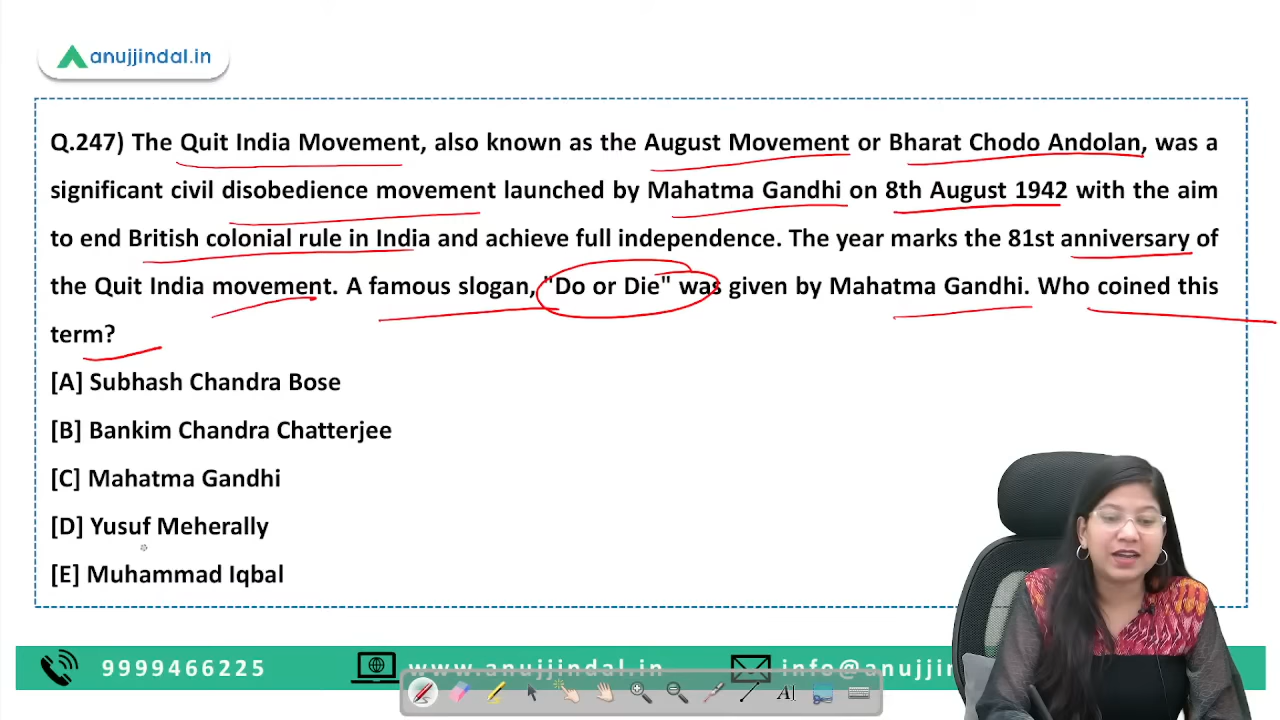 anujjindal.in
Q.247) The Quit India Movement, also known as the August Movement or Bharat Chodo Andolan, was a
significant civil disobedience movement launched by Mahatma Gandhi on 8th August 1942 with the aim
to end British colonial rule in India and achieve full independence. The year marks the 81st anniversary of
the Quit India movement. A famous slogan, "Do or Die" was given by Mahatma Gandhi. Who coined this
term?
[A] Subhash Chandra Bose
[B] Bankim Chandra Chatterjee
[C] Mahatma Gandhi
[D] Yusuf Meherally
[E] Muhammad Iqbal
9999466225 www.anujjindal.in info@anujjin
AI